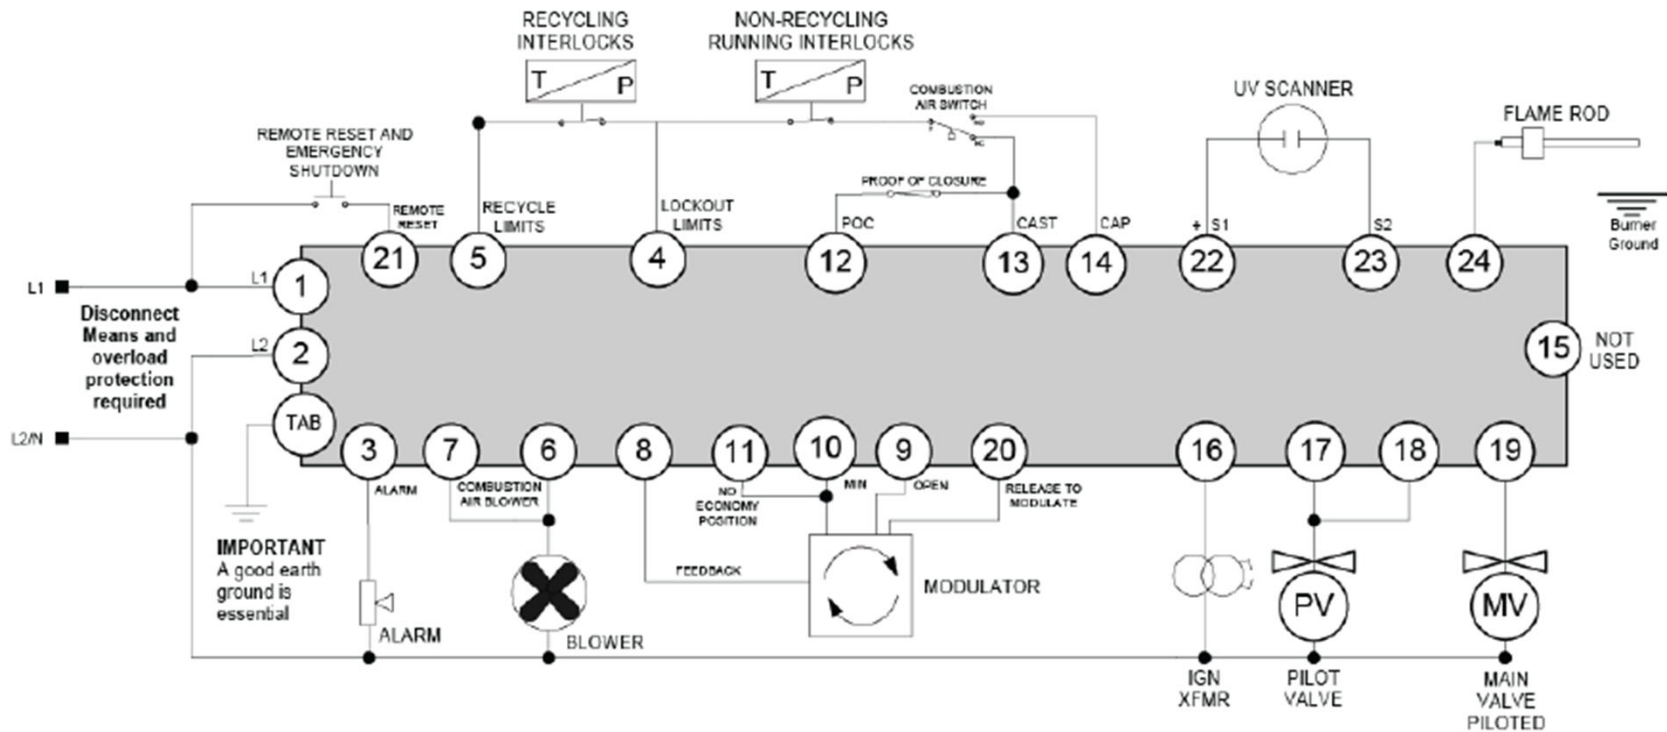 RECYCLING
INTERLOCKS
NON-RECYCLING
RUNNING INTERLOCKS
T
P
T
P
COMBUSTION
AIR SWITCH
UV SCANNER
FLAME ROD
REMOTE RESET AND
EMERGENCY
SHUTDOWN
PROOF OF CLOSURE
REMOTE
RESET
RECYCLE
LIMITS
LOCKOUT
LIMITS
POC
CAST
CAP
+ S1
S2
Burner
Ground
21
5
4
12
13
14
22
23
24
L1
L1
1
Disconnect
Means and
overload
protection
required
L2
2
15
NOT
USED
L2/N
TAB
3
7
6
8
11
10
9
20
16
17
18
19
ALARM
COMBUSTION
AIR BLOWER
NO
ECONOMY
POSITION
MIN
OPEN
RELEASE TO
MODULATE
IMPORTANT
A good earth
ground is
essential
FEEDBACK
MODULATOR
PV
MV
ALARM
BLOWER
IGN
XFMR
PILOT
VALVE
MAIN
VALVE
PILOTED